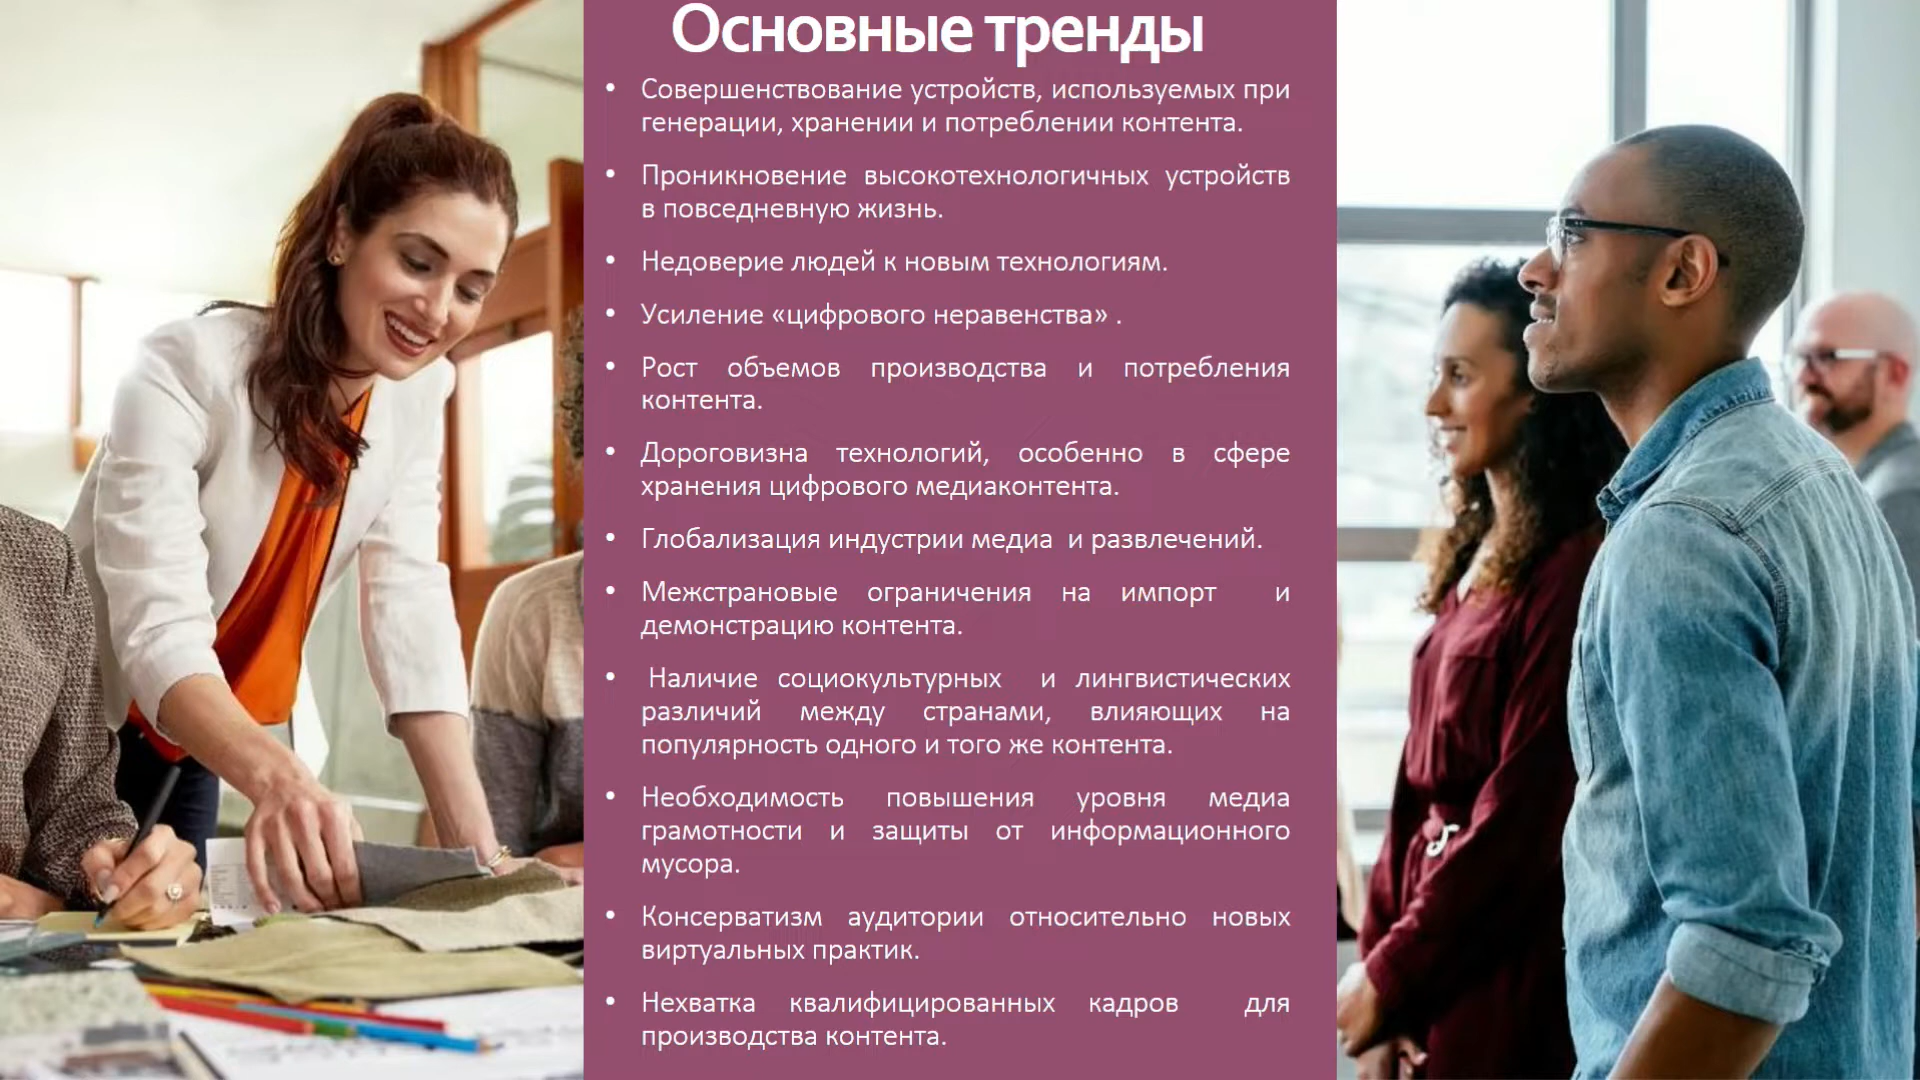 Основные тренды
• Совершенствование устройств, используемых при
генерации, хранении и потреблении контента.
• Проникновение высокотехнологичных устройств
в повседневную жизнь.
• Недоверие людей к новым технологиям.
• Усиление «цифрового неравенства» .
• Рост объемов производства и потребления
контента.
• Дороговизна технологий, особенно в сфере
хранения цифрового медиаконтента.
• Глобализация индустрии медиа и развлечений.
• Межстрановые ограничения на импорт и
демонстрацию контента.
• Наличие социокультурных и лингвистических
различий между странами, влияющих на
популярность одного и того же контента.
• Необходимость повышения уровня медиа
грамотности и защиты от информационного
мусора.
• Консерватизм аудитории относительно новых
виртуальных практик.
• Нехватка квалифицированных кадров для
производства контента.